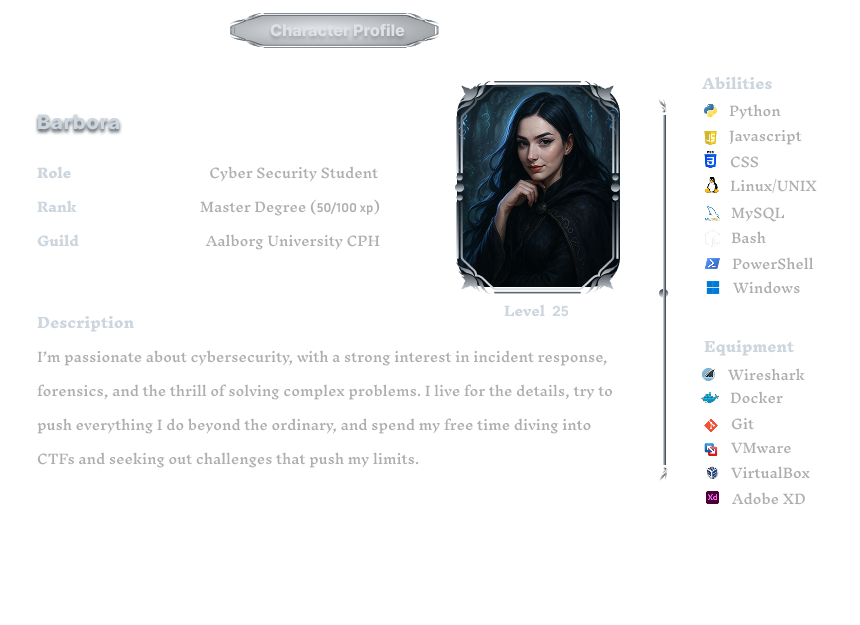 Character Profile
Barbora
Role Cyber Security Student
Rank Master Degree (50/100 xp)
Guild Aalborg University CPH
Level 25
Description
I'm passionate about cybersecurity, with a strong interest in incident response,
forensics, and the thrill of solving complex problems. I live for the details, try to
push everything I do beyond the ordinary, and spend my free time diving into
CTFs and seeking out challenges that push my limits.
Abilities
Python
JS Javascript
CSS
Linux/UNIX
MySQL
Bash
PowerShell
Windows
Equipment
Wireshark
Docker
Git
VMware
VirtualBox
Xd Adobe XD